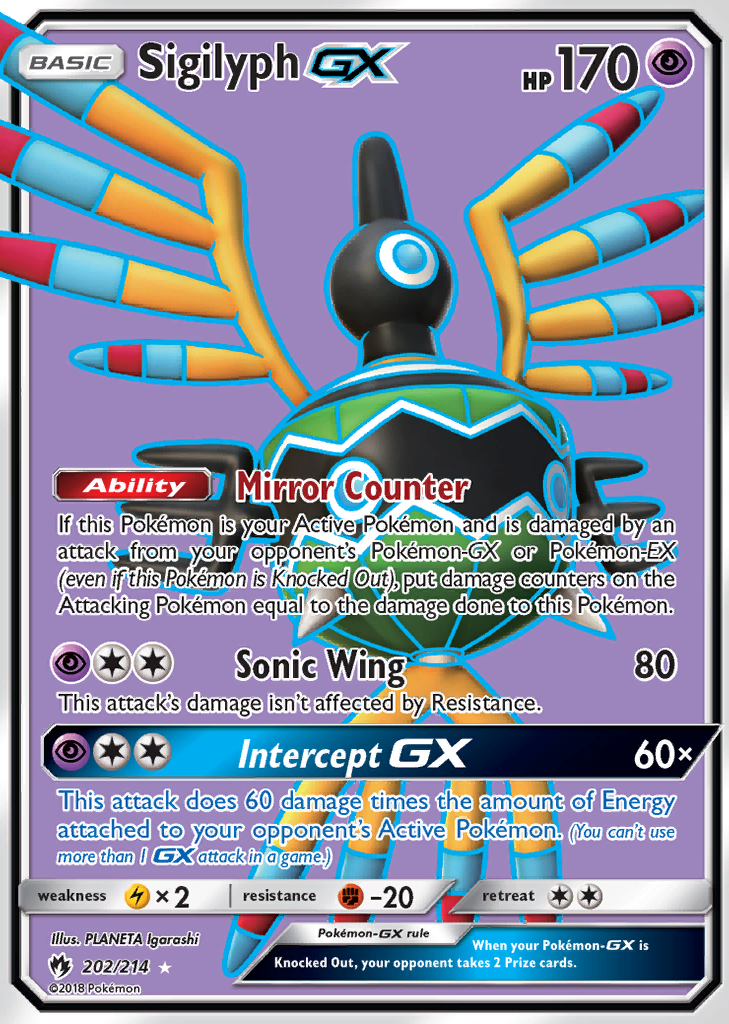 BASIC Sigilyph GX HP 170
Ability Mirror Counter
If this Pokémon is your Active Pokémon and is damaged by an
attack from your opponent's Pokémon-GX or Pokémon-EX
(even if this Pokémon is Knocked Out), put damage counters on the
Attacking Pokémon equal to the damage done to this Pokémon.
Sonic Wing 80
This attack's damage isn't affected by Resistance.
Intercept GX 60×
This attack does 60 damage times the amount of Energy
attached to your opponent's Active Pokémon. (You can't use
more than 1 GX attack in a game.)
weakness ×2 resistance -20 retreat
Illus. PLANETA Igarashi
202/214
©2018 Pokémon
Pokémon-GX rule
When your Pokémon-GX is
Knocked Out, your opponent takes 2 Prize cards.